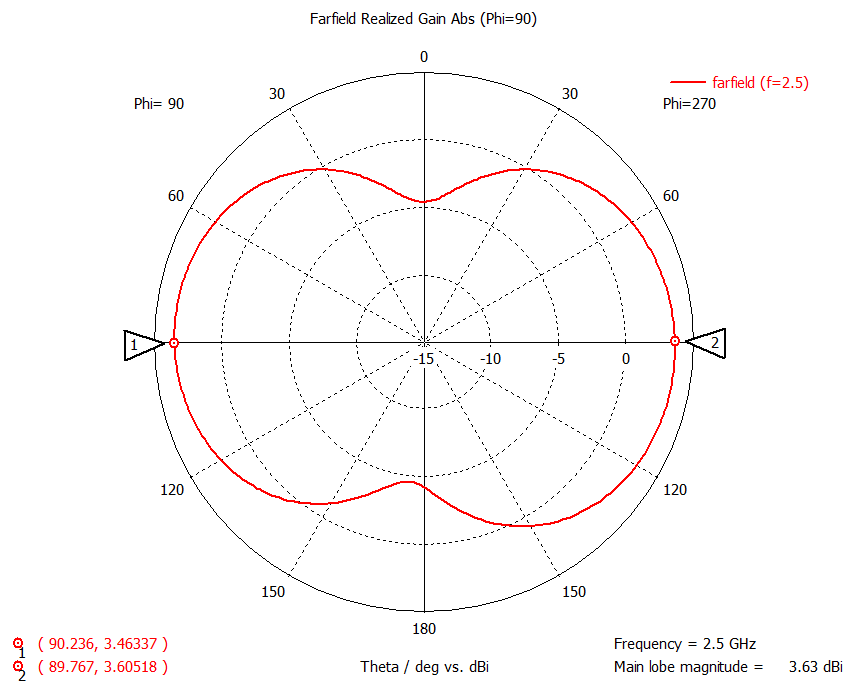 Farfield Realized Gain Abs (Phi=90)
0
farfield (f=2.5)
30
30
Phi= 90
Phi=270
60
60
1
2
-15
-10
-5
0
120
120
150
150
180
1 ( 90.236, 3.46337 )
Frequency = 2.5 GHz
2 ( 89.767, 3.60518 )
Theta / deg vs. dBi
Main lobe magnitude = 3.63 dBi